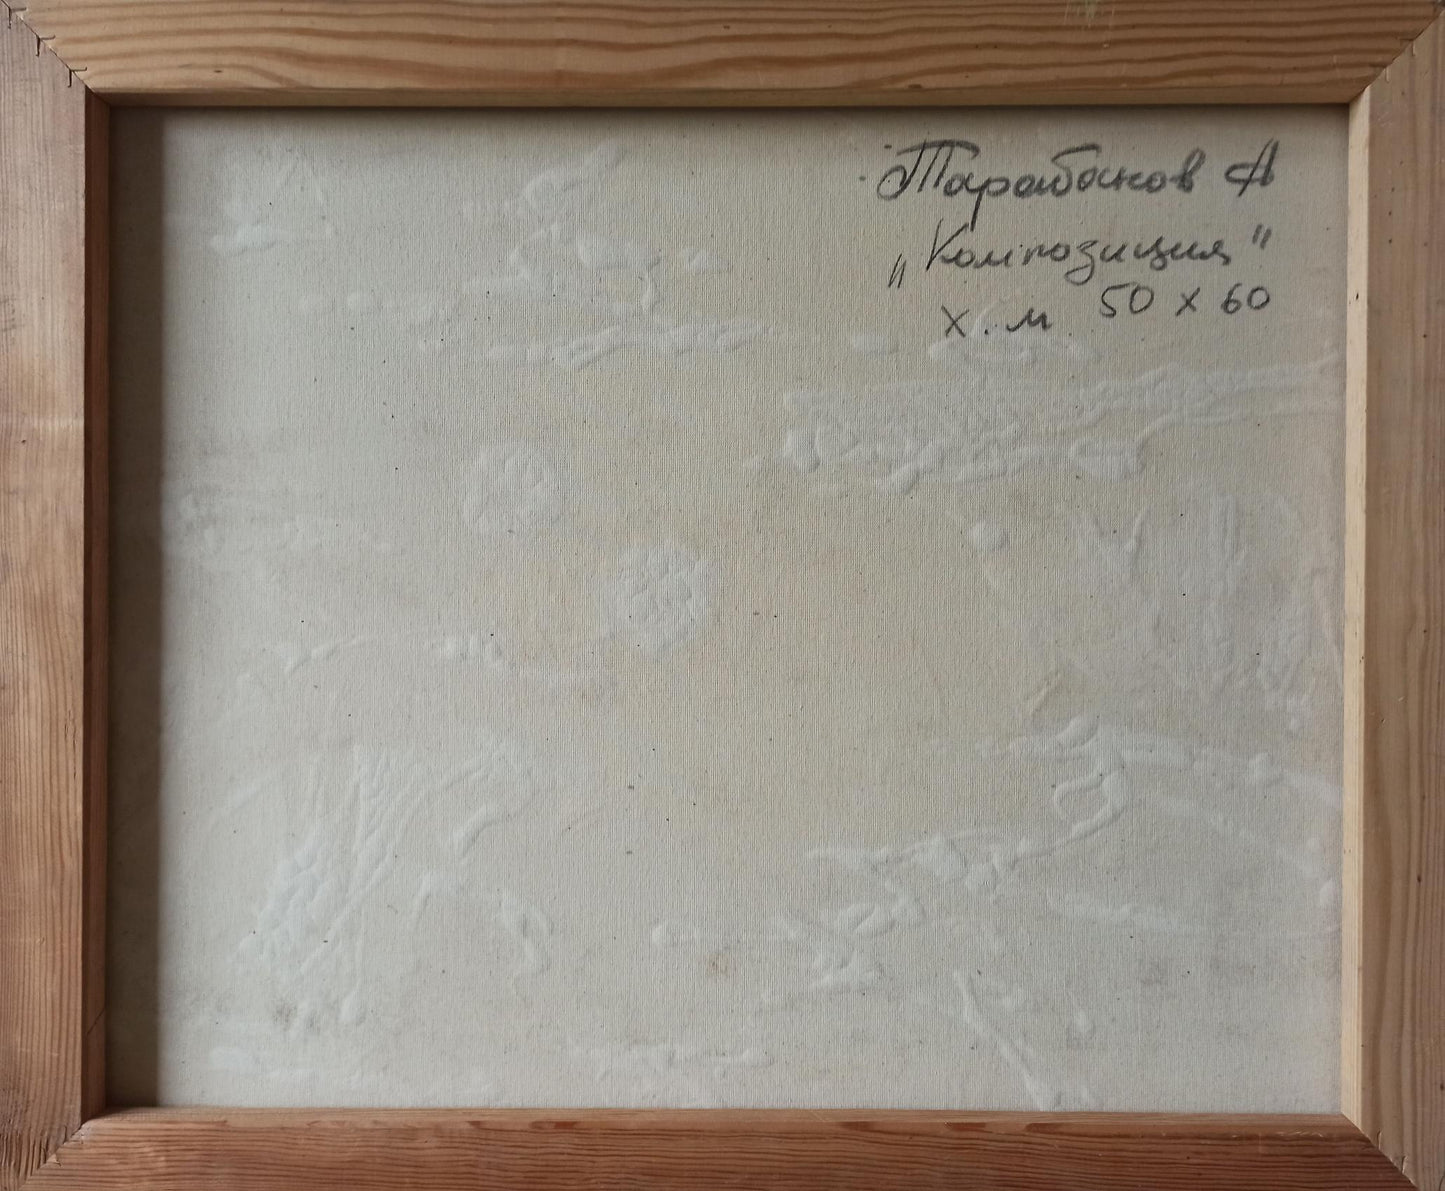 Тарабанов А
„Композиция"
х. м 50 х 60